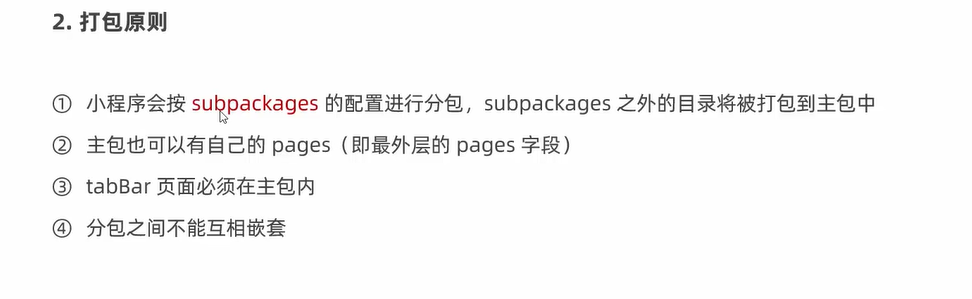 2. 打包原则
① 小程序会按 subpackages 的配置进行分包，subpackages 之外的目录将被打包到主包中
② 主包也可以有自己的 pages（即最外层的 pages 字段）
③ tabBar 页面必须在主包内
④ 分包之间不能互相嵌套